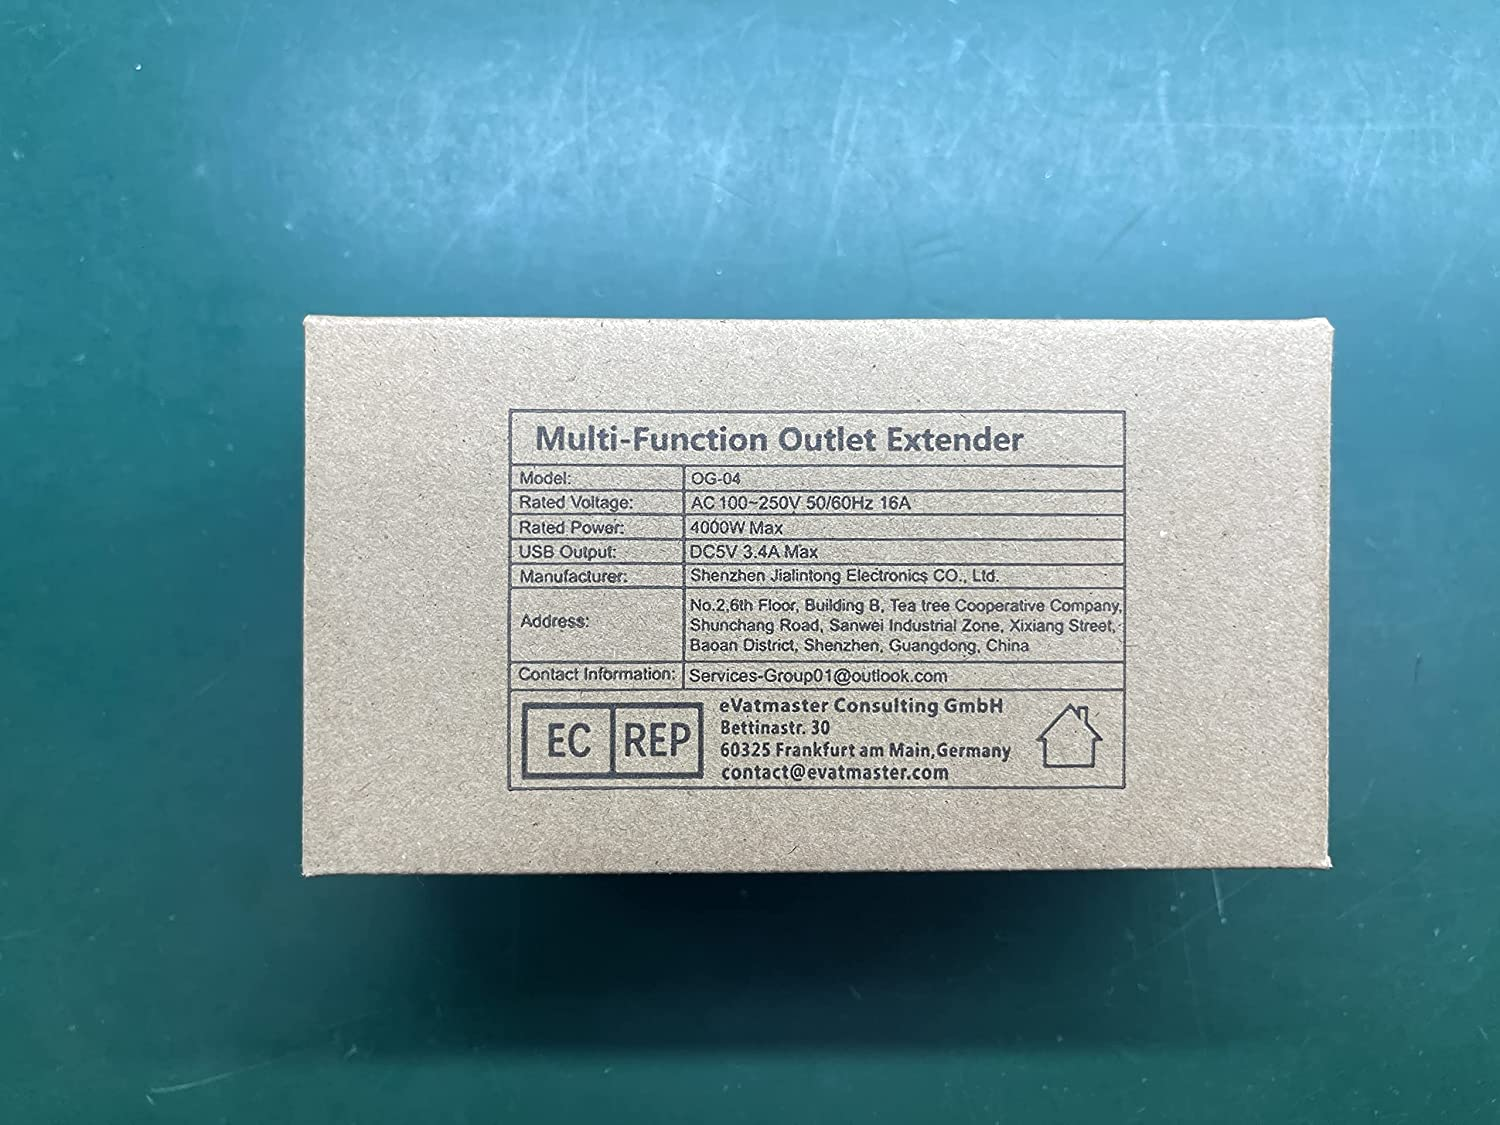 Multi-Function Outlet Extender
Model: OG-04
Rated Voltage: AC 100~250V 50/60Hz 16A
Rated Power: 4000W Max
USB Output: DC5V 3.4A Max
Manufacturer: Shenzhen Jialintong Electronics CO., Ltd.
Address: No.2,6th Floor, Building B, Tea tree Cooperative Company,
Shunchang Road, Sanwei Industrial Zone, Xixiang Street,
Baoan District, Shenzhen, Guangdong, China
Contact Information: Services-Group01@outlook.com
EC REP
eVatmaster Consulting GmbH
Bettinastr. 30
60325 Frankfurt am Main,Germany
contact@evatmaster.com